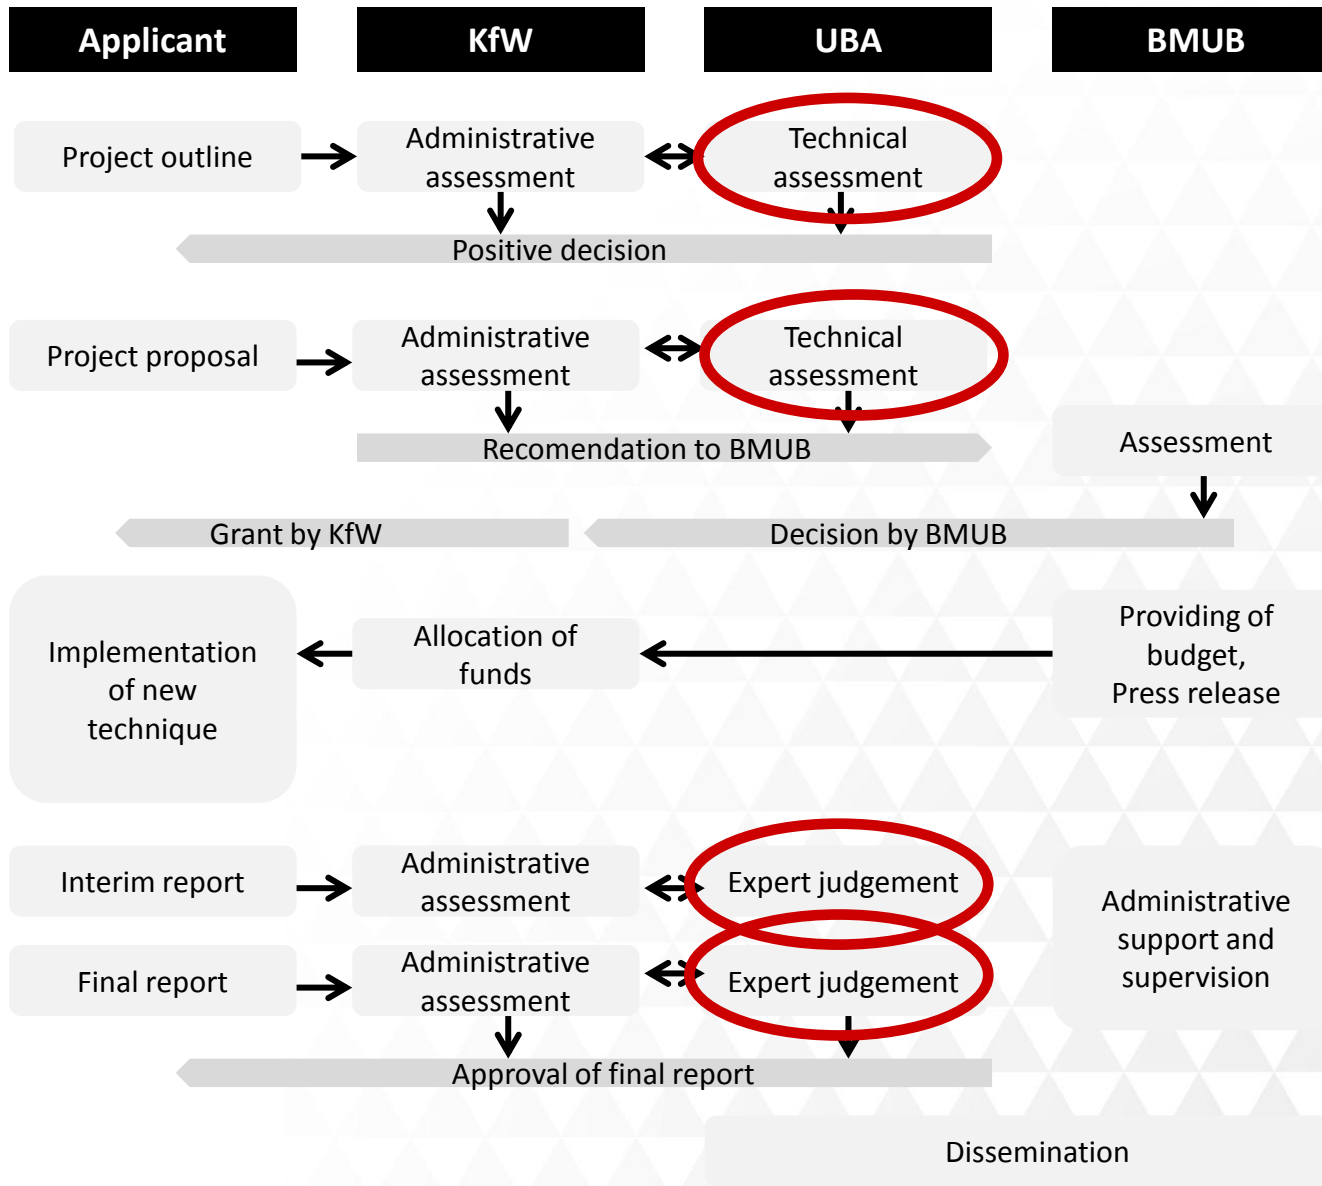 Applicant
KfW
UBA
BMUB
Project outline
Administrative
assessment
Technical
assessment
Positive decision
Project proposal
Administrative
assessment
Technical
assessment
Recomendation to BMUB
Assessment
Grant by KfW
Decision by BMUB
Implementation
of new
technique
Allocation of
funds
Providing of
budget,
Press release
Interim report
Administrative
assessment
Expert judgement
Administrative
support and
supervision
Final report
Administrative
assessment
Expert judgement
Approval of final report
Dissemination